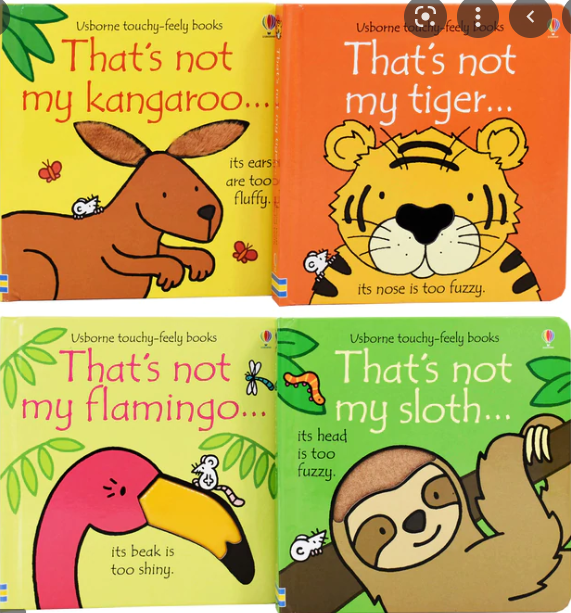 Usborne touchy-feely books
That's not
my kangaroo...
its ears
are too
fluffy.
Usborne touchy-feely books
That's not
my tiger...
its nose is too fuzzy.
Usborne touchy-feely books
That's not
my flamingo...
its beak is
too shiny.
Usborne touchy-feely books
That's not
my sloth...
its head
is too
fuzzy.